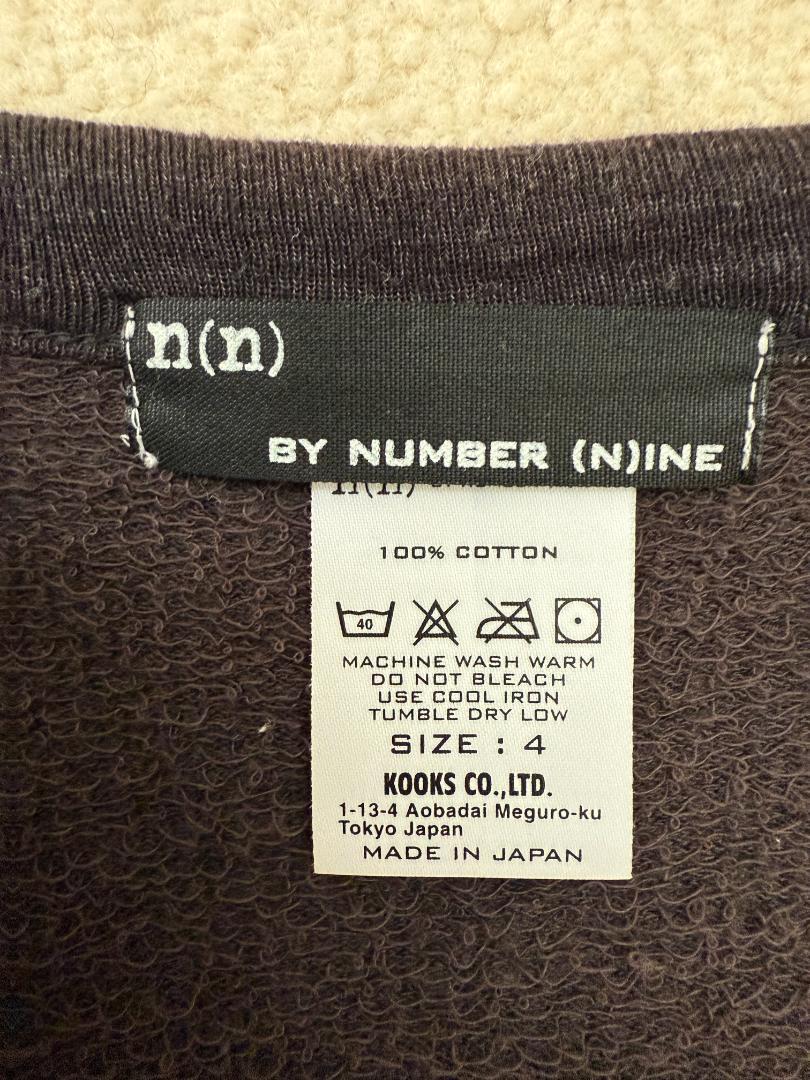 n(n)
BY NUMBER (N)INE
n(n)
100% COTTON
40
MACHINE WASH WARM
DO NOT BLEACH
USE COOL IRON
TUMBLE DRY LOW
SIZE : 4
KOOKS CO.,LTD.
1-13-4 Aobadai Meguro-ku
Tokyo Japan
MADE IN JAPAN